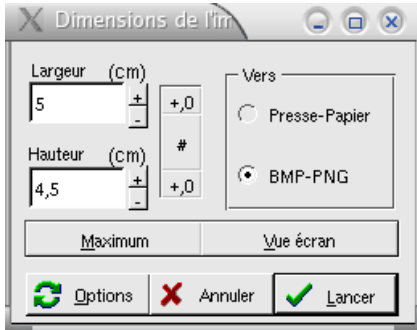 Dimensions de l'im
Largeur (cm)
5
+
-
+,0
#
Hauteur (cm)
4,5
+
-
+,0
Vers
Presse-Papier
BMP-PNG
Maximum
Vue écran
Options
Annuler
Lancer